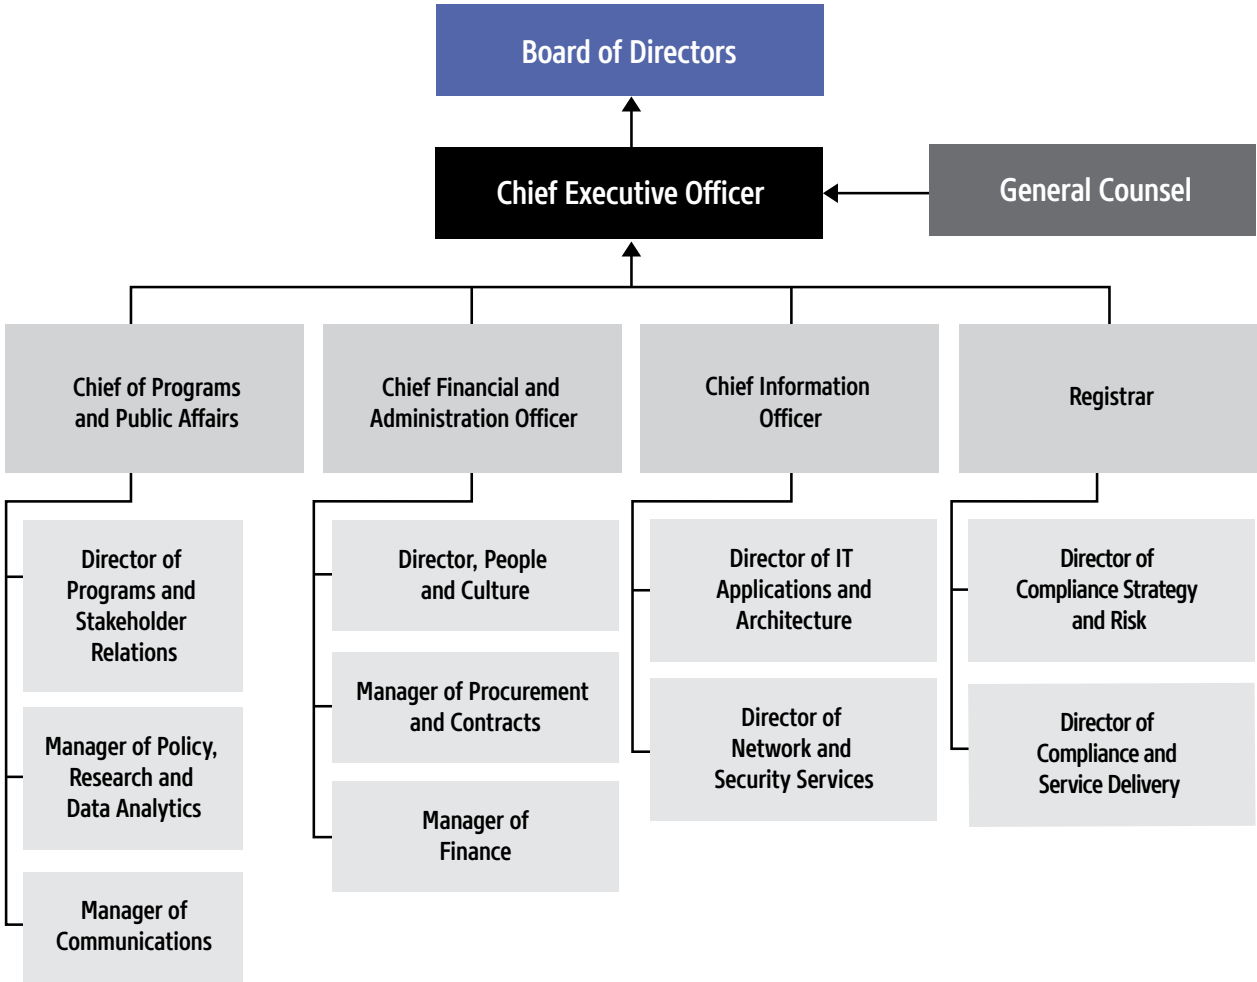 Board of Directors
Chief Executive Officer
General Counsel
Chief of Programs
and Public Affairs
Chief Financial and
Administration Officer
Chief Information
Officer
Registrar
Director of
Programs and
Stakeholder
Relations
Manager of Policy,
Research and
Data Analytics
Manager of
Communications
Director, People
and Culture
Manager of Procurement
and Contracts
Manager of
Finance
Director of IT
Applications and
Architecture
Director of
Network and
Security Services
Director of
Compliance Strategy
and Risk
Director of
Compliance and
Service Delivery